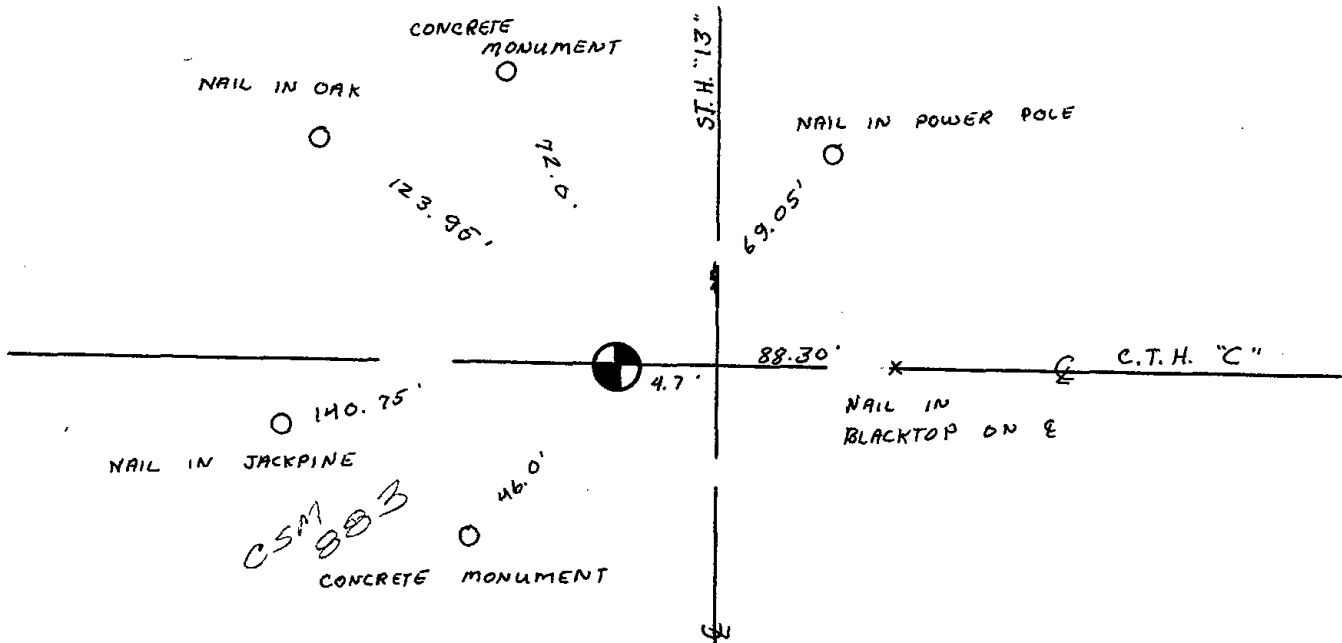 CONCRETE
MONUMENT
NAIL IN OAK
ST.H. "13"
NAIL IN POWER POLE
72.0'
123.95'
69.05'
88.30'
C.T.H. "C"
℄
4.7'
NAIL IN
BLACKTOP ON ℄
140.75'
NAIL IN JACKPINE
46.0'
CSM
883
CONCRETE MONUMENT
℄